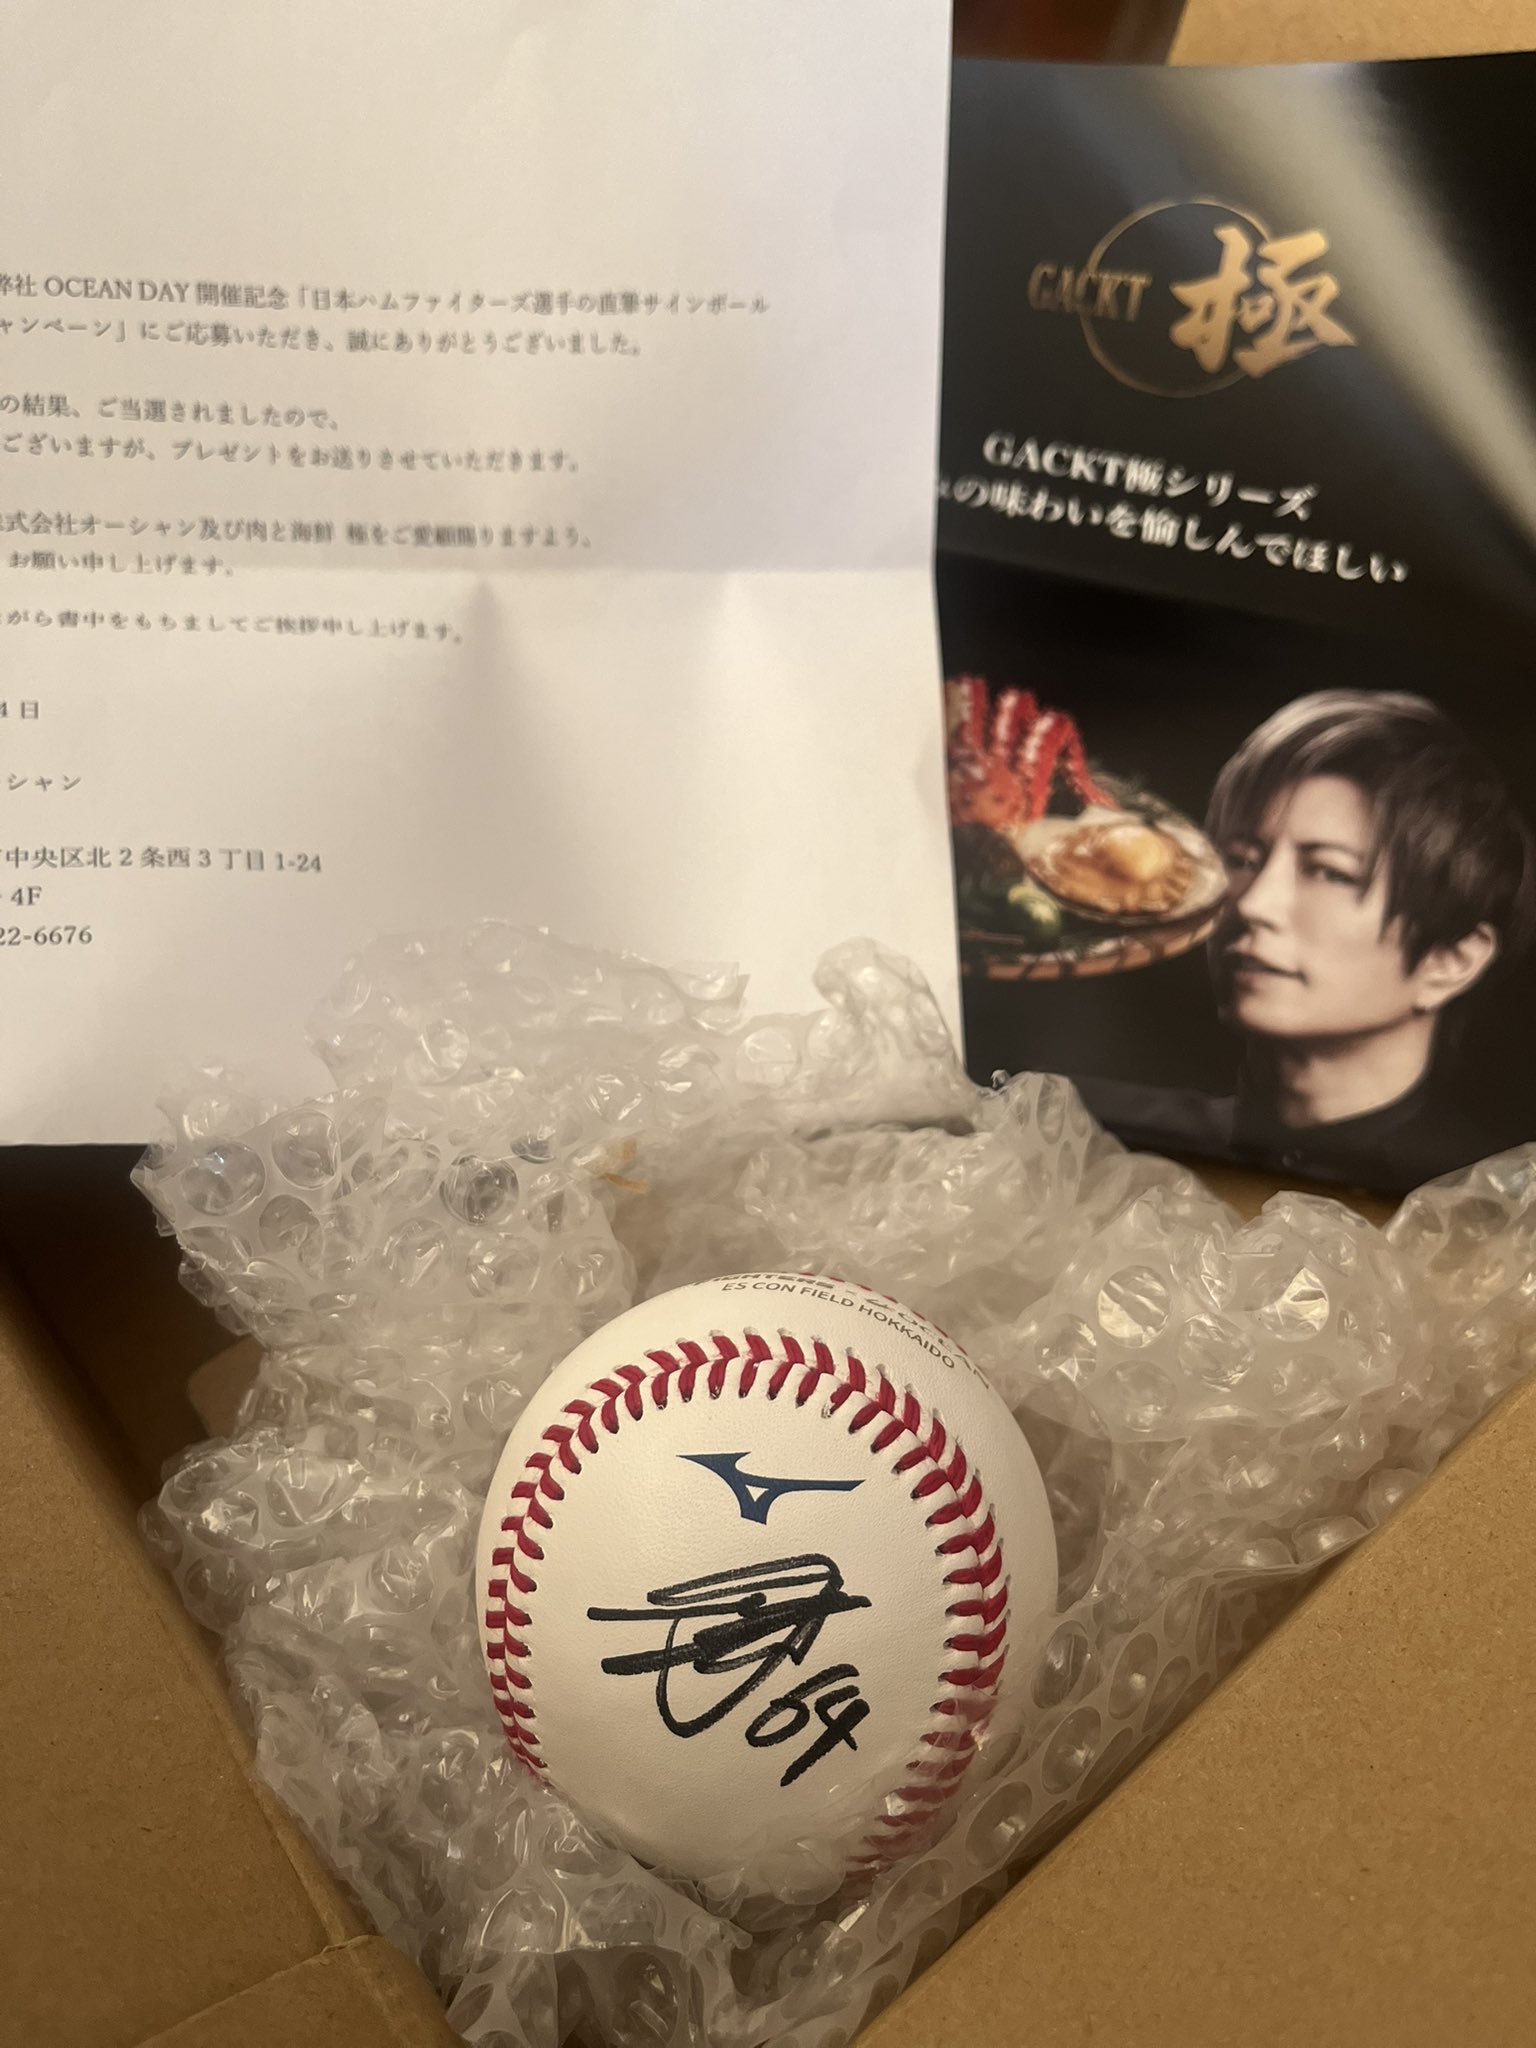 弊社 OCEAN DAY 開催記念「日本ハムファイターズ選手の直筆サインボール
ャンペーン」にご応募いただき、誠にありがとうございました。
の結果、ご当選されましたので、
ございますが、プレゼントをお送りさせていただきます。
式会社オーシャン及び肉と海鮮 極をご愛顧賜りますよう、
お願い申し上げます。
がら書中をもちましてご挨拶申し上げます。
4 日
シャン
中央区北 2 条西 3 丁目 1-24
4F
22-6676
GACKT 極
GACKT極シリーズ
の味わいを愉しんでほしい
FIGHTERS OCEAN
ES CON FIELD HOKKAIDO
64